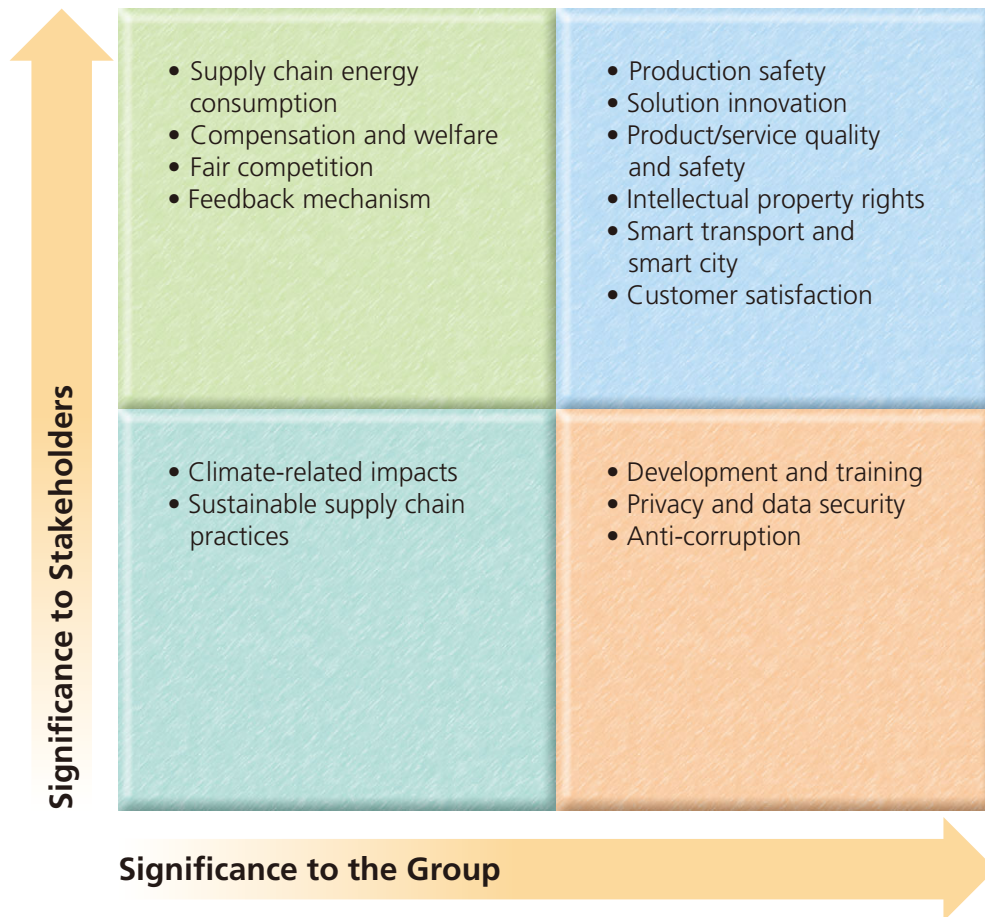 • Supply chain energy
consumption
• Compensation and welfare
• Fair competition
• Feedback mechanism
• Production safety
• Solution innovation
• Product/service quality
and safety
• Intellectual property rights
• Smart transport and
smart city
• Customer satisfaction
• Climate-related impacts
• Sustainable supply chain
practices
• Development and training
• Privacy and data security
• Anti-corruption
Significance to Stakeholders
Significance to the Group